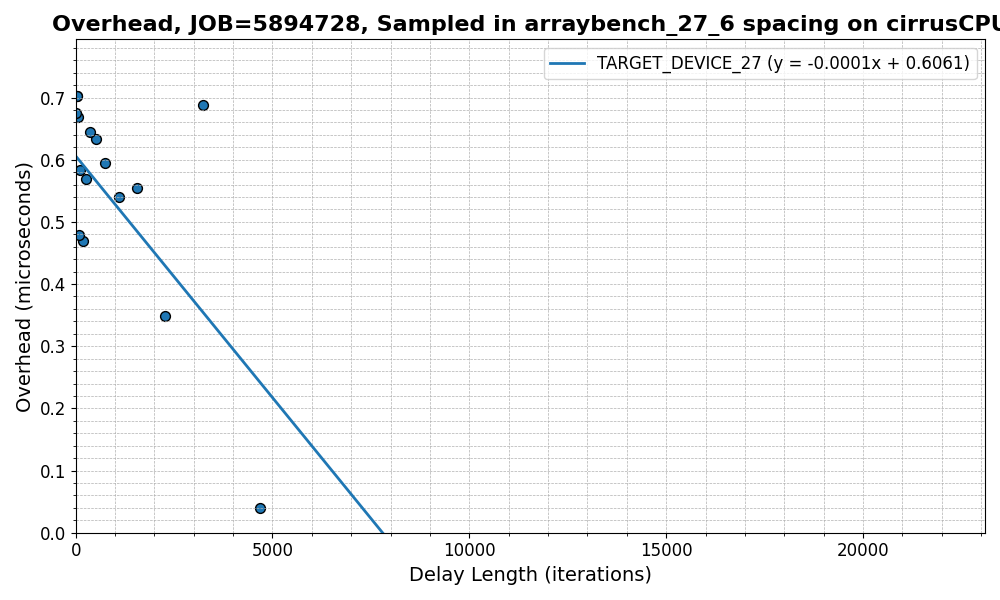 Overhead, JOB=5894728, Sampled in arraybench_27_6 spacing on cirrusCPU
TARGET_DEVICE_27 (y = -0.0001x + 0.6061)
Overhead (microseconds)
0.7
0.6
0.5
0.4
0.3
0.2
0.1
0.0
0 5000 10000 15000 20000
Delay Length (iterations)